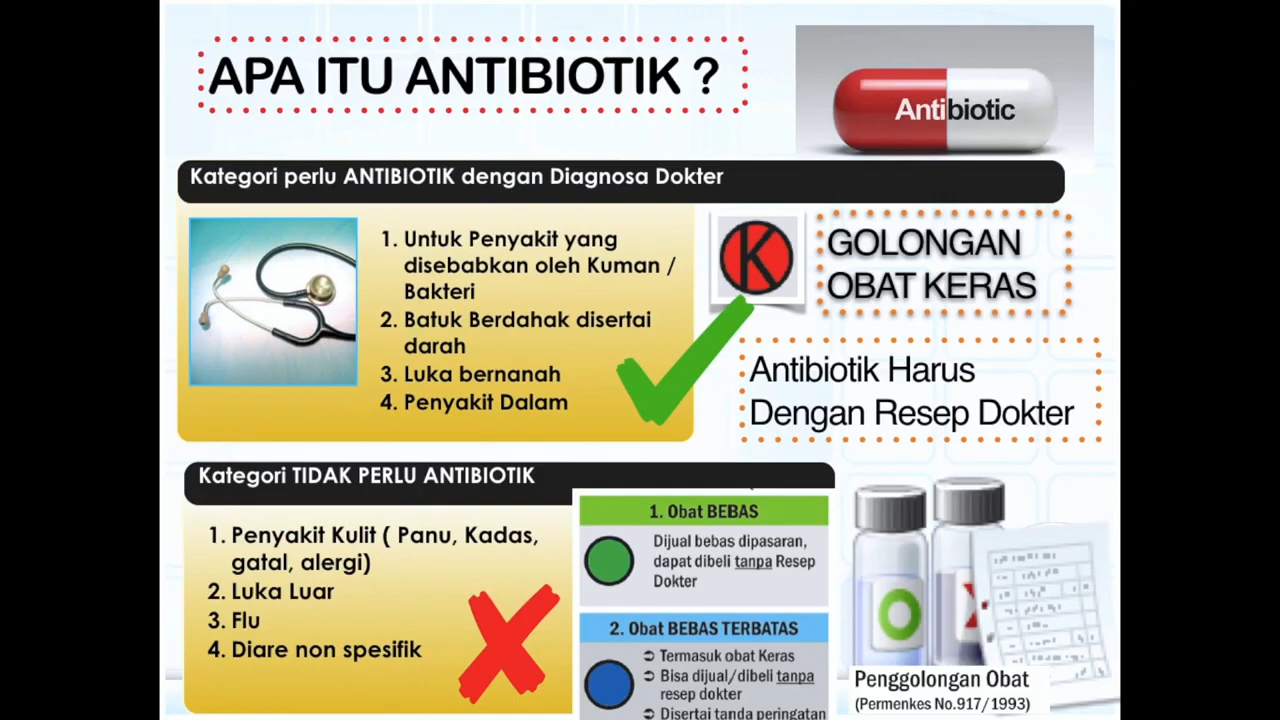 APA ITU ANTIBIOTIK ?
Antibiotic
Kategori perlu ANTIBIOTIK dengan Diagnosa Dokter
1. Untuk Penyakit yang
disebabkan oleh Kuman /
Bakteri
2. Batuk Berdahak disertai
darah
3. Luka bernanah
4. Penyakit Dalam
K
GOLONGAN
OBAT KERAS
Antibiotik Harus
Dengan Resep Dokter
Kategori TIDAK PERLU ANTIBIOTIK
1. Penyakit Kulit ( Panu, Kadas,
gatal, alergi)
2. Luka Luar
3. Flu
4. Diare non spesifik
1. Obat BEBAS
Dijual bebas dipasaran,
dapat dibeli tanpa Resep
Dokter
2. Obat BEBAS TERBATAS
Termasuk obat Keras
Bisa dijual/dibeli tanpa
resep dokter
Disertai tanda peringatan
Penggolongan Obat
(Permenkes No.917/1993)